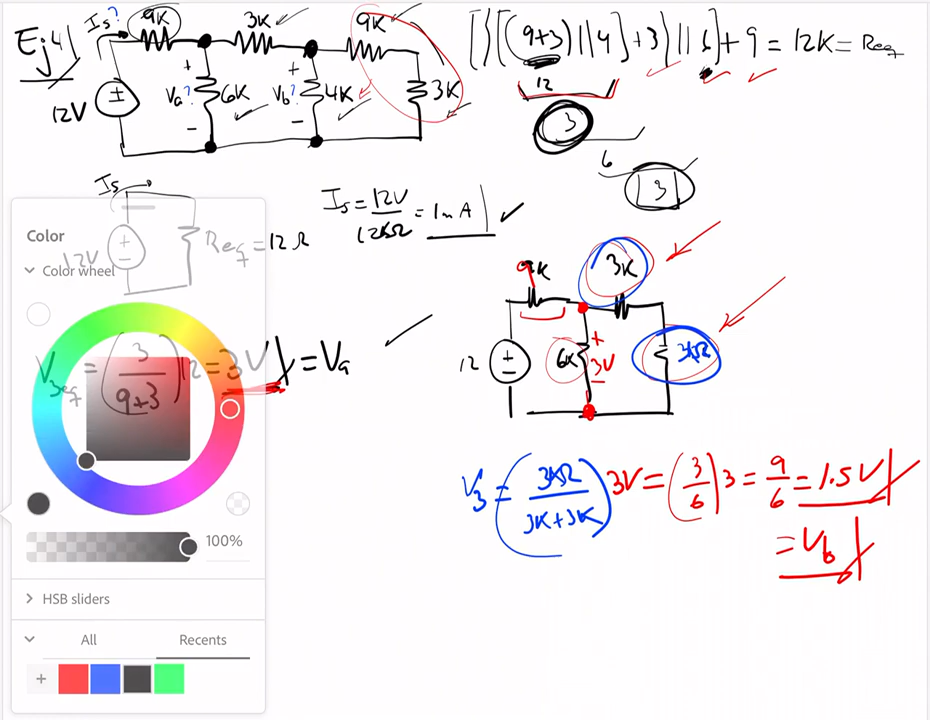 Ej4)
Is?
9K
3K
9K
12V
Va?
6K
Vb?
4K
3K
[)[((9+3)||4)+3)||6]+9 = 12K = Req
12
3
6
3
Is
12V
Req = 12 Ω
Is = 12V / 12KΩ = 1mA
V3eq = (3 / 9+3)12 = 3V = Va
9K
3K
12
6K
3V
3KΩ
V3 = (3KΩ / 3K+3K) 3V = (3/6)3 = 9/6 = 1.5V
= Vb
Color
Color wheel
100%
HSB sliders
All
Recents
+